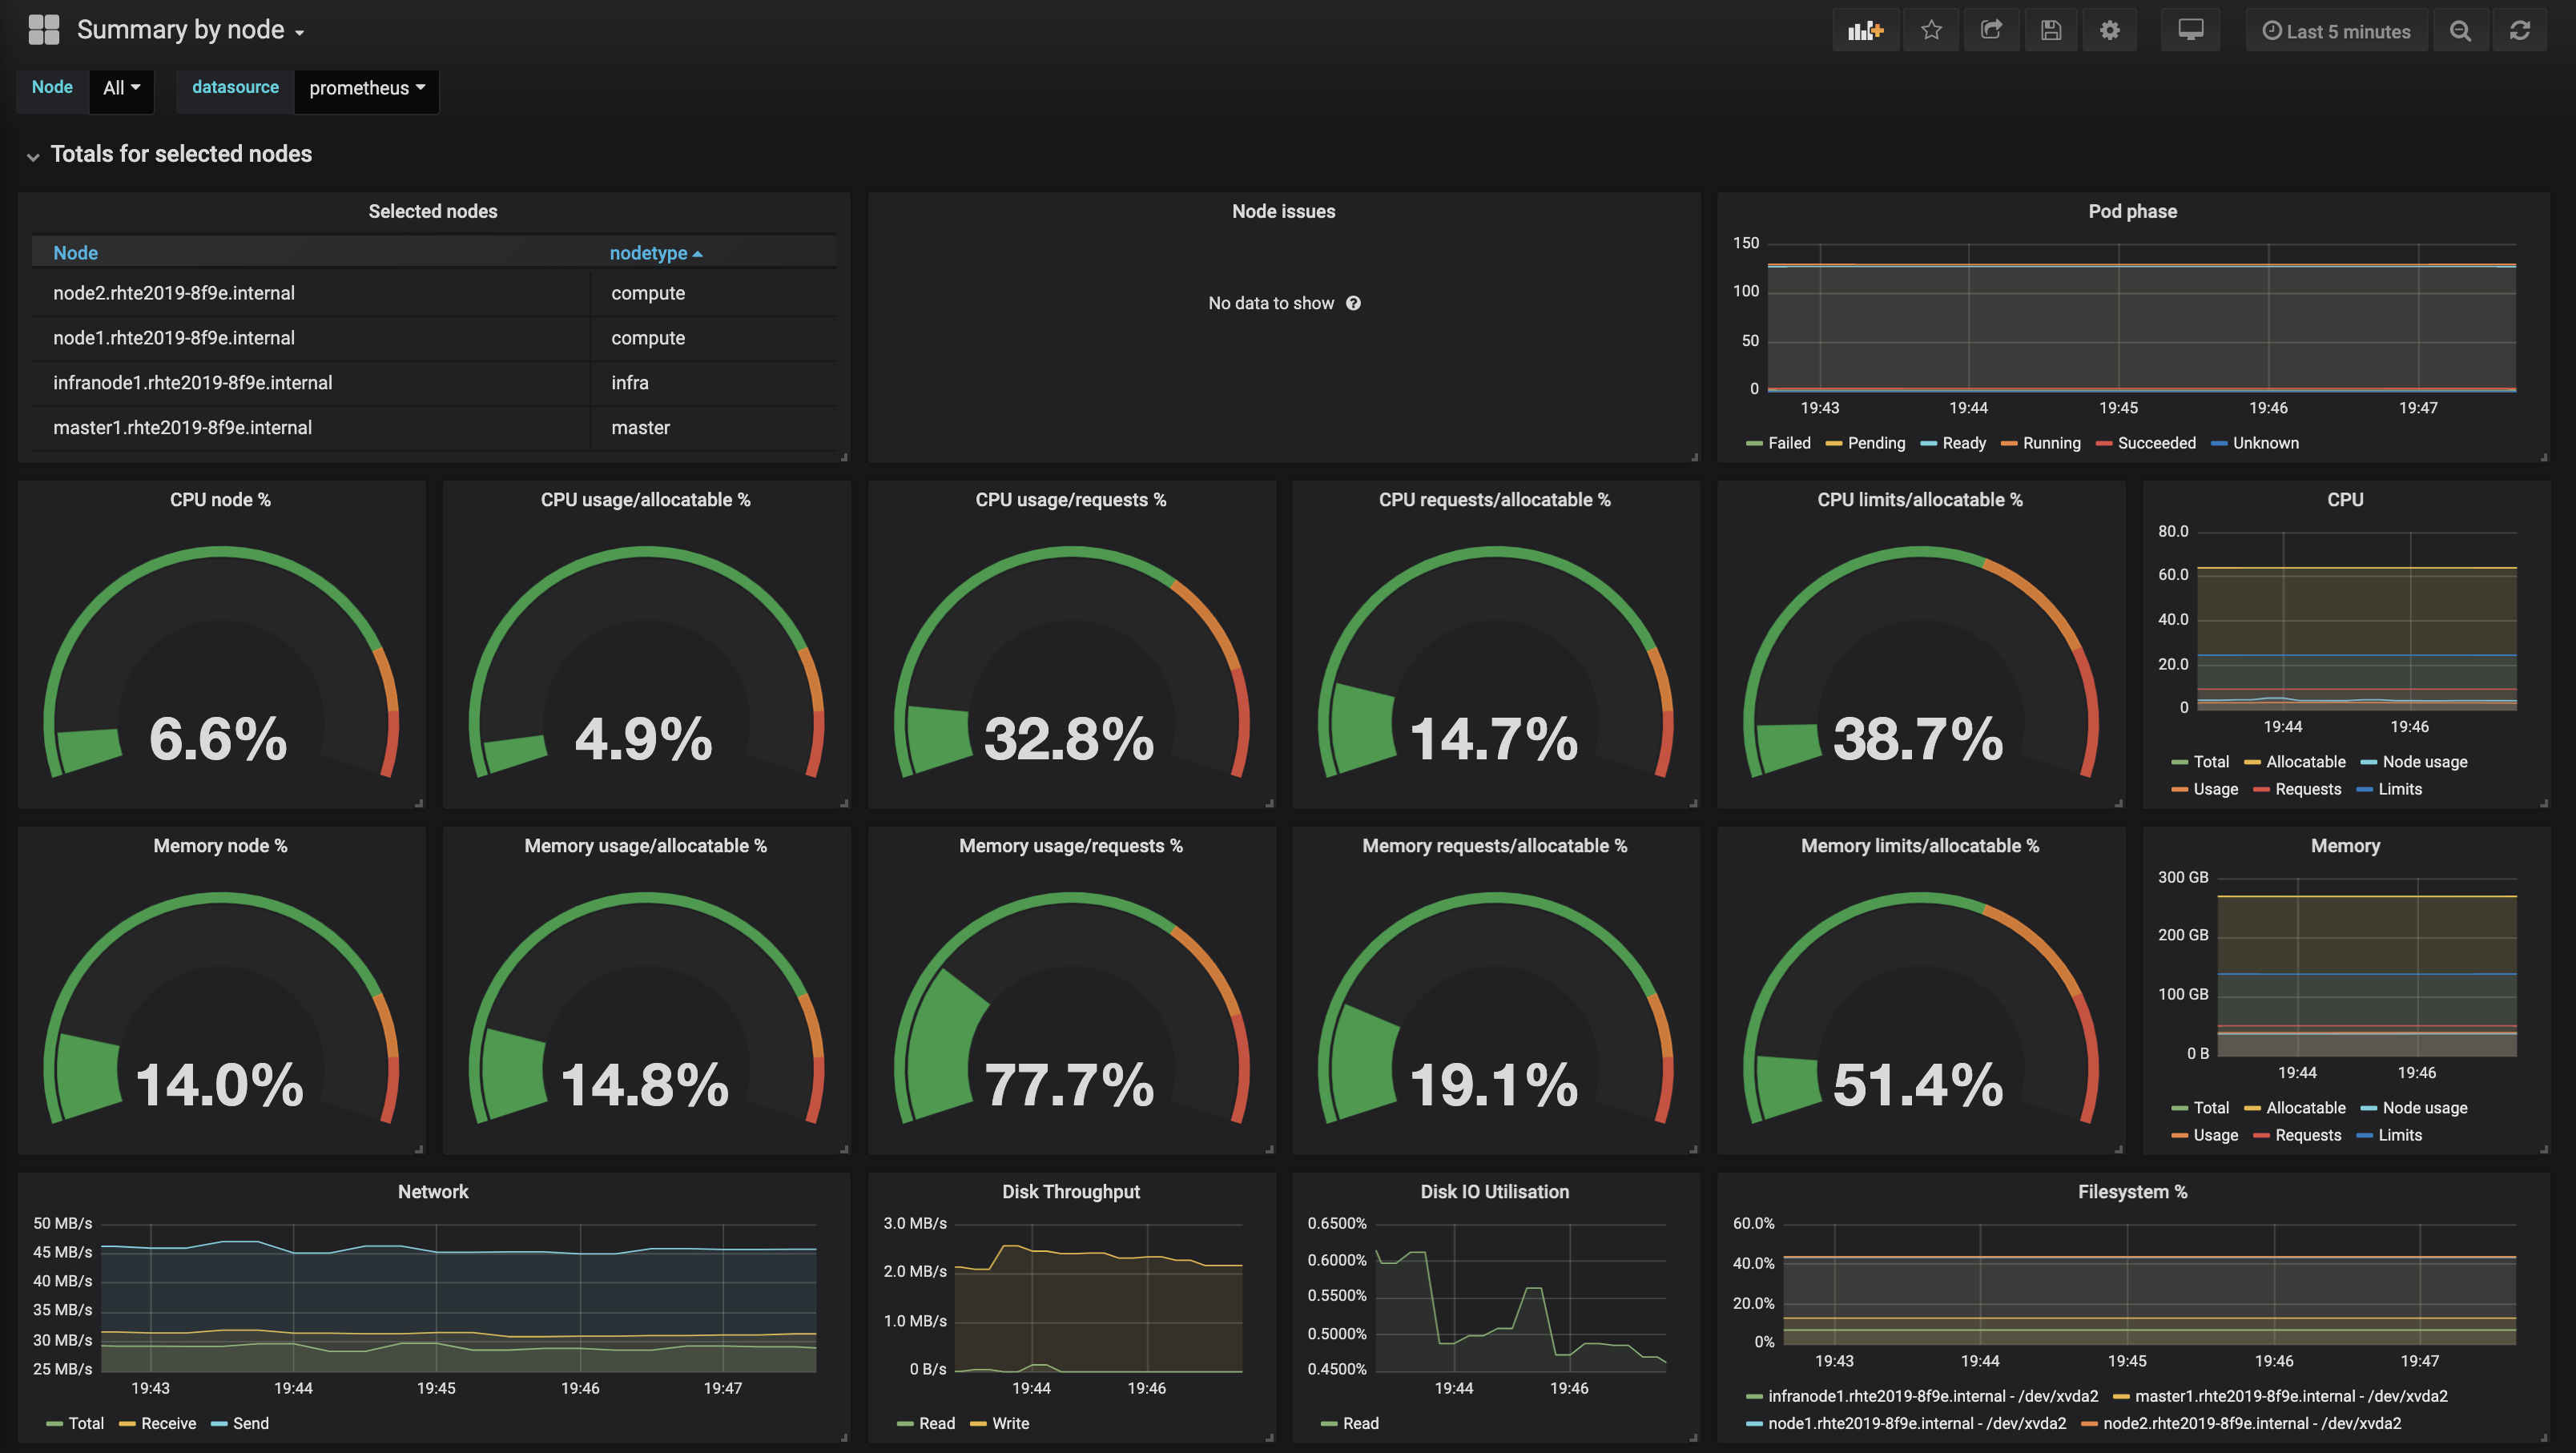 Summary by node
Last 5 minutes
Node All datasource prometheus
Totals for selected nodes
Selected nodes
Node nodetype
node2.rhte2019-8f9e.internal compute
node1.rhte2019-8f9e.internal compute
infranode1.rhte2019-8f9e.internal infra
master1.rhte2019-8f9e.internal master
Node issues
No data to show
Pod phase
150
100
50
0
19:43 19:44 19:45 19:46 19:47
Failed Pending Ready Running Succeeded Unknown
CPU node %
6.6%
CPU usage/allocatable %
4.9%
CPU usage/requests %
32.8%
CPU requests/allocatable %
14.7%
CPU limits/allocatable %
38.7%
CPU
80.0
60.0
40.0
20.0
0
19:44 19:46
Total Allocatable Node usage
Usage Requests Limits
Memory node %
14.0%
Memory usage/allocatable %
14.8%
Memory usage/requests %
77.7%
Memory requests/allocatable %
19.1%
Memory limits/allocatable %
51.4%
Memory
300 GB
200 GB
100 GB
0 B
19:44 19:46
Total Allocatable Node usage
Usage Requests Limits
Network
50 MB/s
45 MB/s
40 MB/s
35 MB/s
30 MB/s
25 MB/s
19:43 19:44 19:45 19:46 19:47
Total Receive Send
Disk Throughput
3.0 MB/s
2.0 MB/s
1.0 MB/s
0 B/s
19:44 19:46
Read Write
Disk IO Utilisation
0.6500%
0.6000%
0.5500%
0.5000%
0.4500%
19:44 19:46
Read
Filesystem %
60.0%
40.0%
20.0%
0%
19:43 19:44 19:45 19:46 19:47
infranode1.rhte2019-8f9e.internal - /dev/xvda2 master1.rhte2019-8f9e.internal - /dev/xvda2
node1.rhte2019-8f9e.internal - /dev/xvda2 node2.rhte2019-8f9e.internal - /dev/xvda2